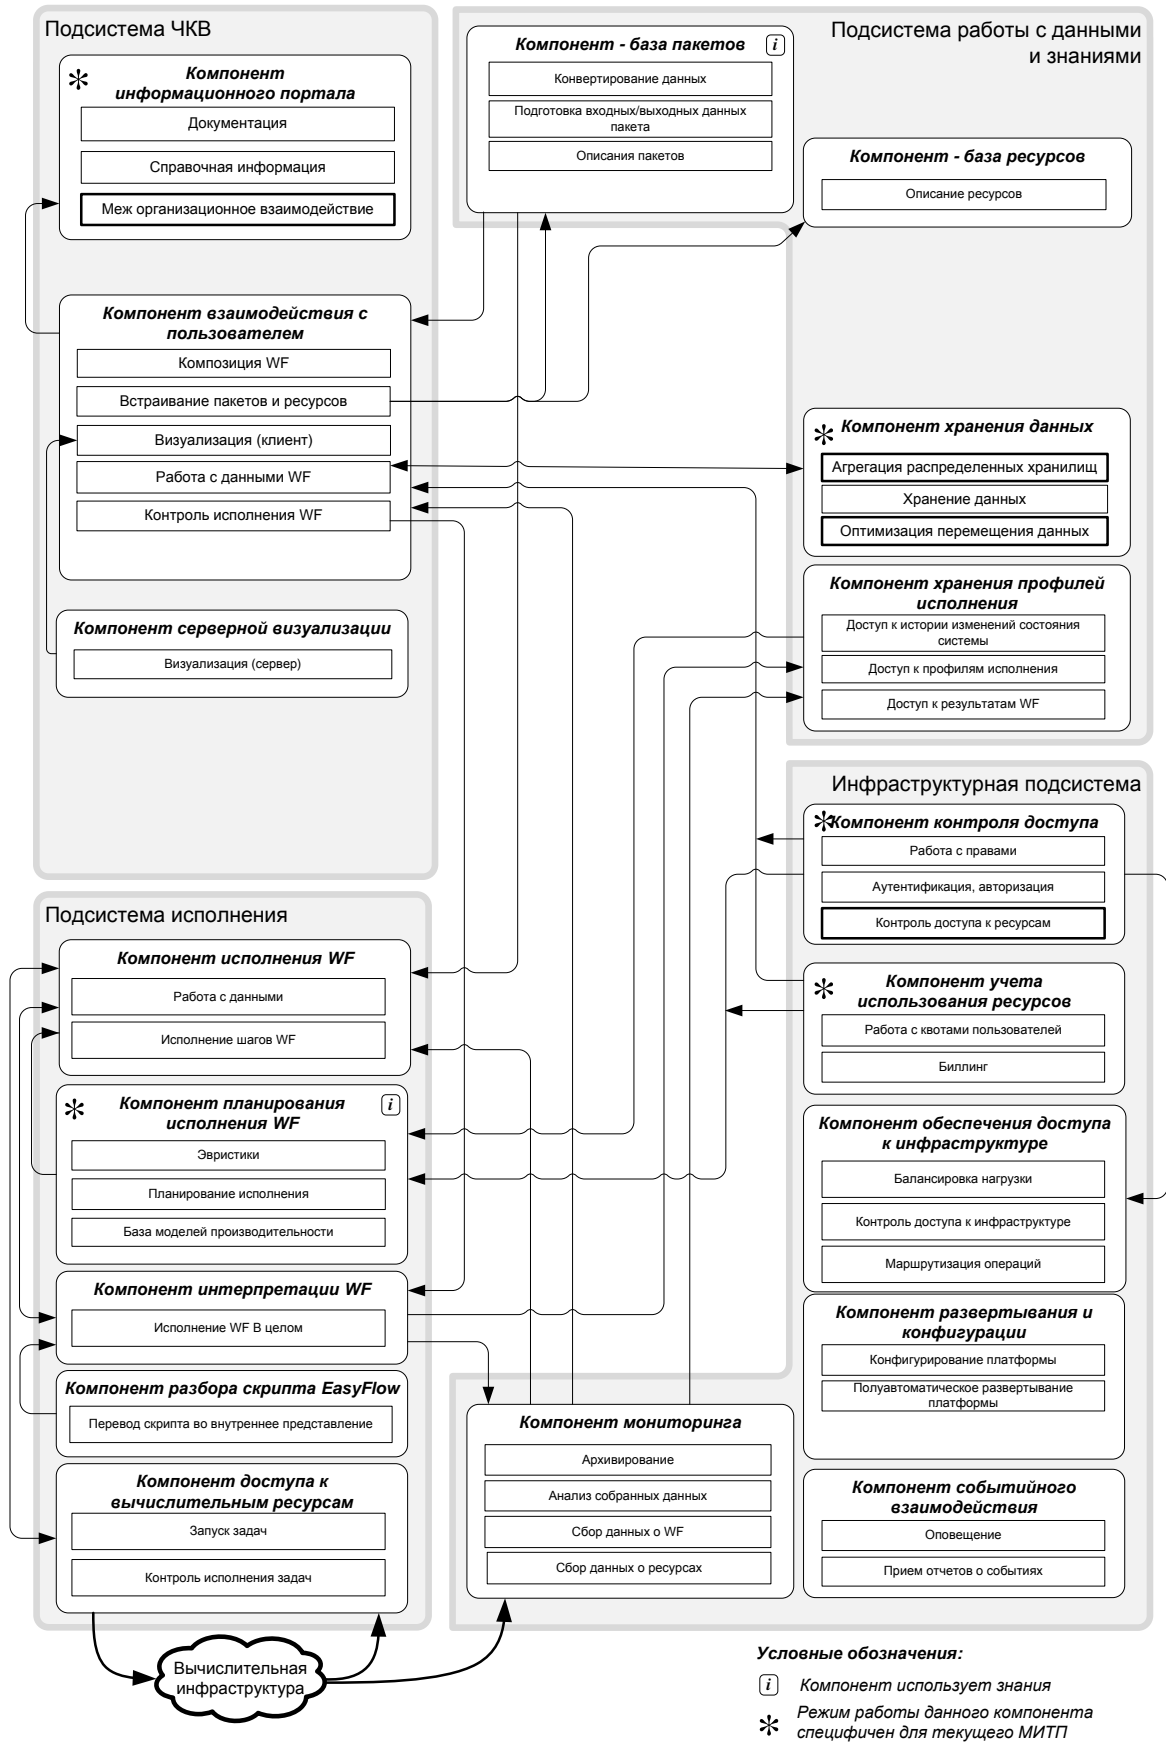 Подсистема ЧКВ
Компонент
информационного портала
Документация
Справочная информация
Меж организационное взаимодействие
Компонент взаимодействия с
пользователем
Композиция WF
Встраивание пакетов и ресурсов
Визуализация (клиент)
Работа с данными WF
Контроль исполнения WF
Компонент серверной визуализации
Визуализация (сервер)
Подсистема работы с данными
и знаниями
Компонент - база пакетов
i
Конвертирование данных
Подготовка входных/выходных данных
пакета
Описания пакетов
Компонент - база ресурсов
Описание ресурсов
Компонент хранения данных
Агрегация распределенных хранилищ
Хранение данных
Оптимизация перемещения данных
Компонент хранения профилей
исполнения
Доступ к истории изменений состояния
системы
Доступ к профилям исполнения
Доступ к результатам WF
Подсистема исполнения
Компонент исполнения WF
Работа с данными
Исполнение шагов WF
Компонент планирования
исполнения WF
i
Эвристики
Планирование исполнения
База моделей производительности
Компонент интерпретации WF
Исполнение WF В целом
Компонент разбора скрипта EasyFlow
Перевод скрипта во внутреннее представление
Компонент доступа к
вычислительным ресурсам
Запуск задач
Контроль исполнения задач
Вычислительная
инфраструктура
Инфраструктурная подсистема
Компонент контроля доступа
Работа с правами
Аутентификация, авторизация
Контроль доступа к ресурсам
Компонент учета
использования ресурсов
Работа с квотами пользователей
Биллинг
Компонент обеспечения доступа
к инфраструктуре
Балансировка нагрузки
Контроль доступа к инфраструктуре
Маршрутизация операций
Компонент развертывания и
конфигурации
Конфигурирование платформы
Полуавтоматическое развертывание
платформы
Компонент мониторинга
Архивирование
Анализ собранных данных
Сбор данных о WF
Сбор данных о ресурсах
Компонент событийного
взаимодействия
Оповещение
Прием отчетов о событиях
Условные обозначения:
i Компонент использует знания
Режим работы данного компонента
специфичен для текущего МИТП